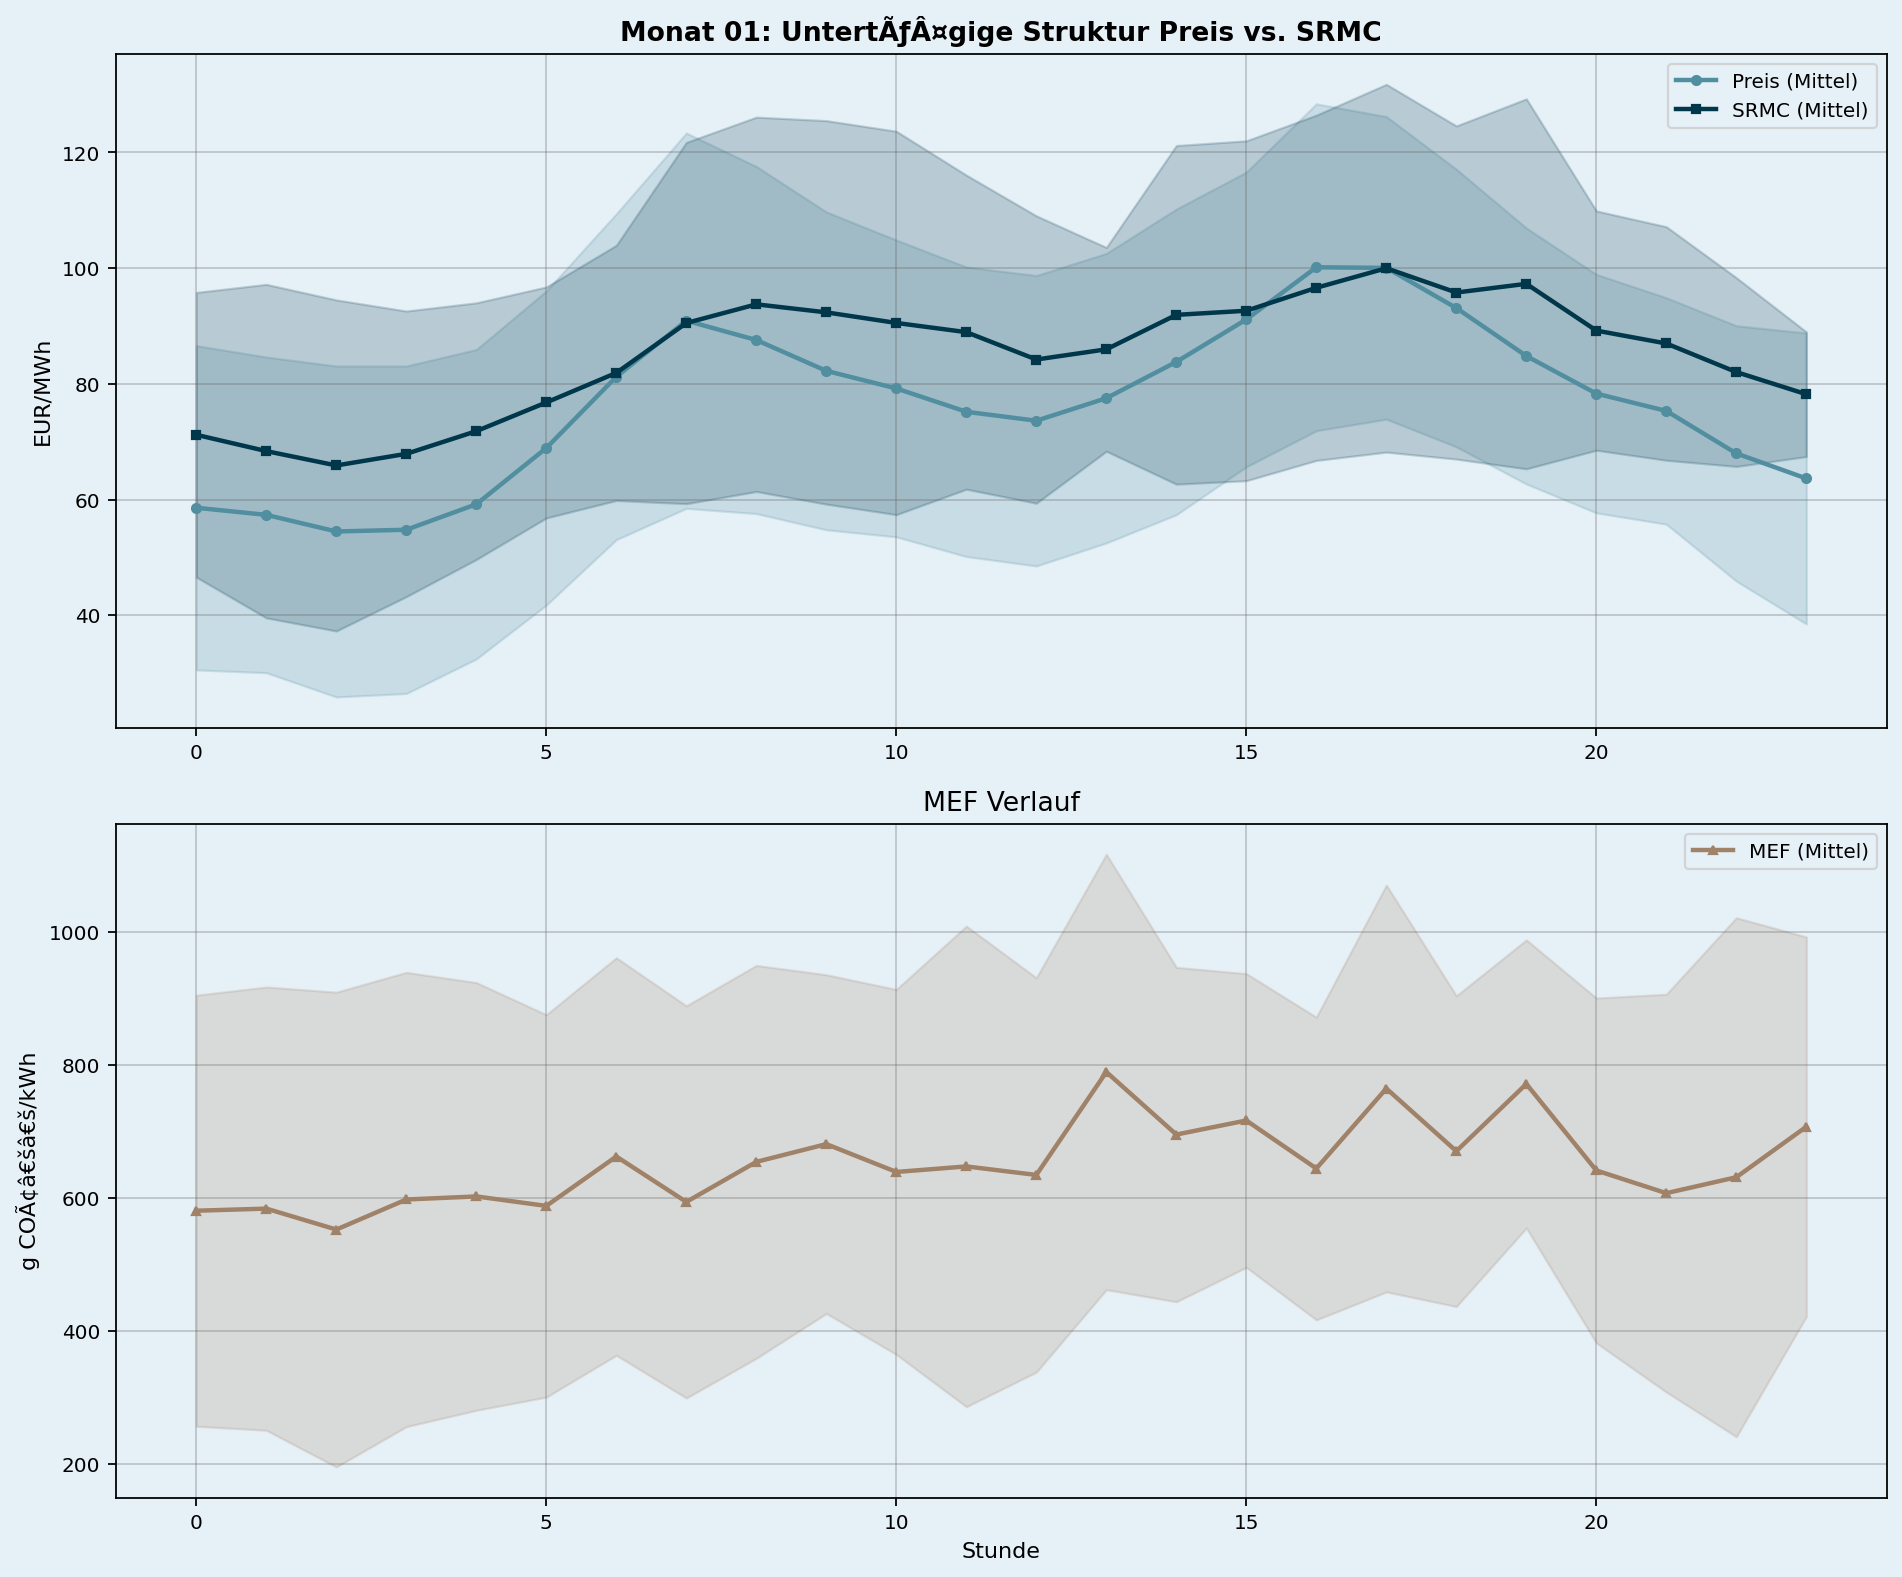 Monat 01: UntertÃƒÂ¤gige Struktur Preis vs. SRMC
Preis (Mittel)
SRMC (Mittel)
EUR/MWh
120
100
80
60
40
0 5 10 15 20
MEF Verlauf
MEF (Mittel)
g COÃ¢â€šâ€š/kWh
1000
800
600
400
200
0 5 10 15 20
Stunde